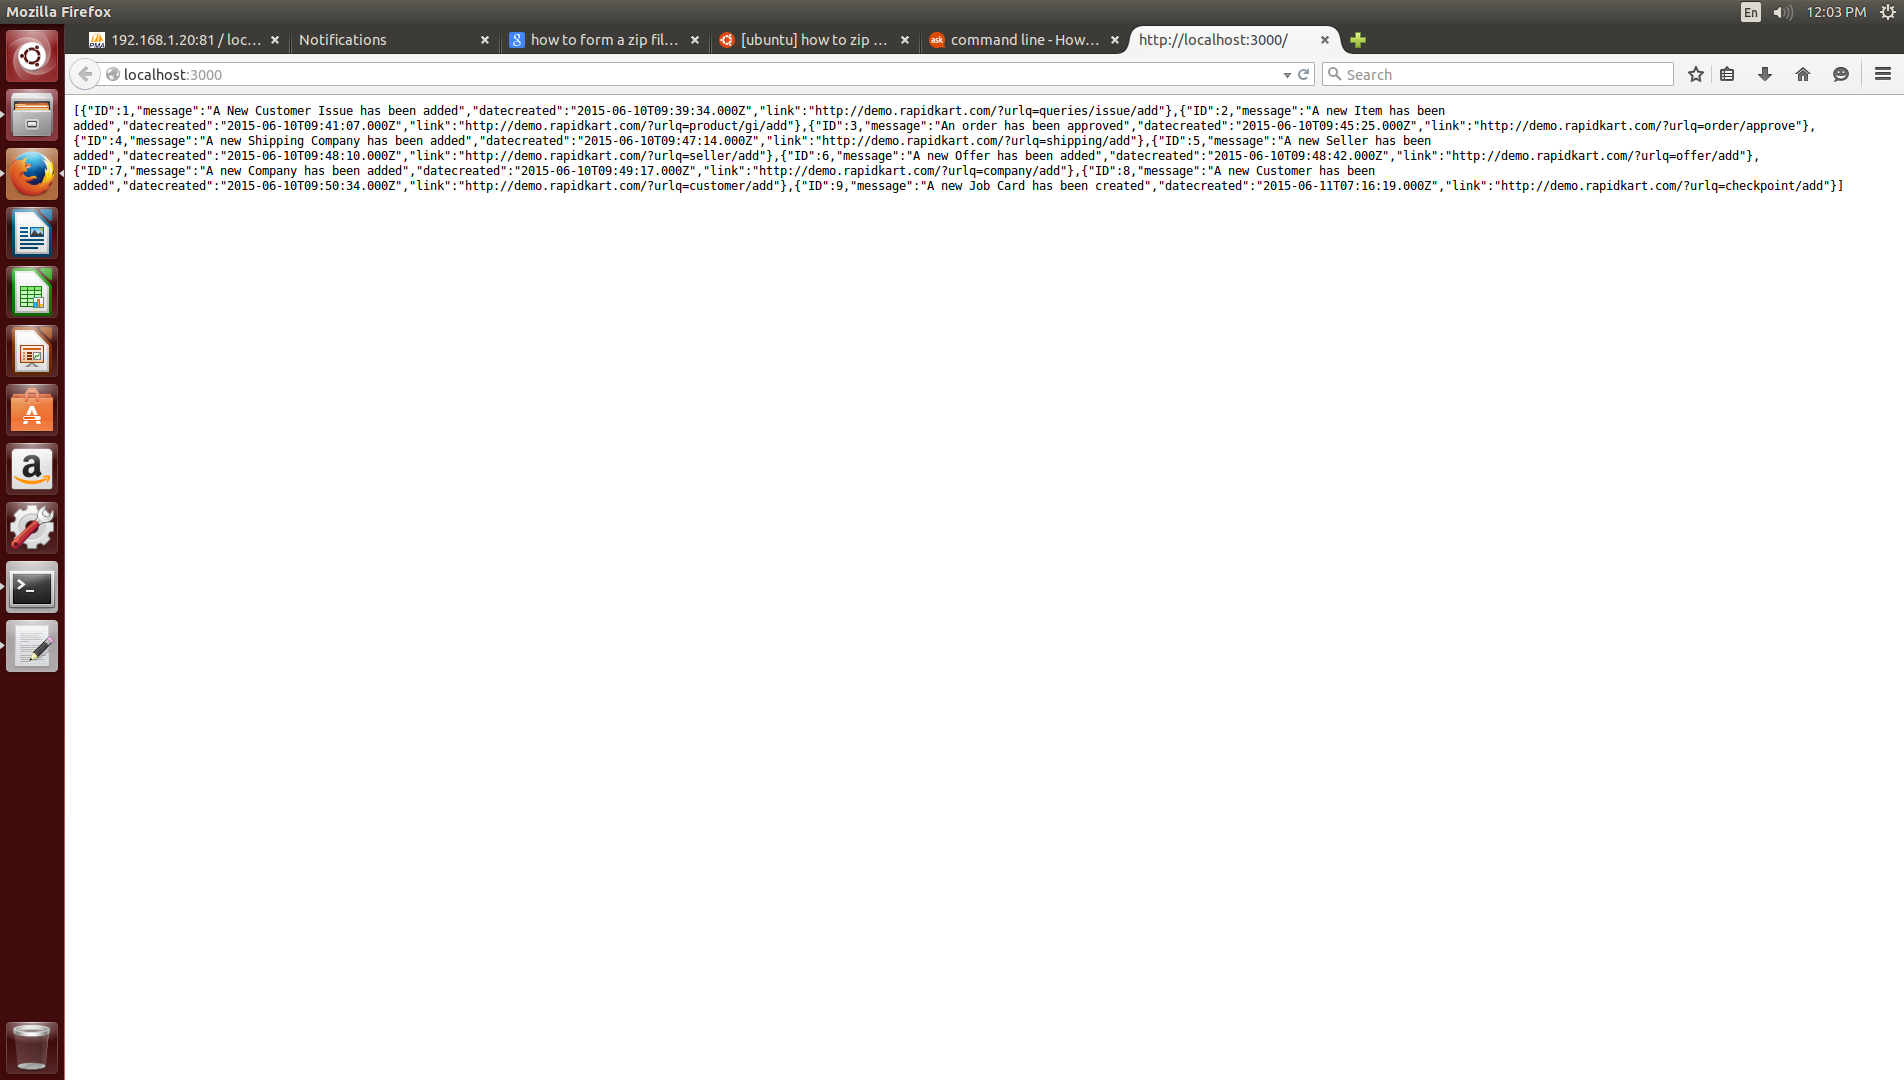 Mozilla Firefox
En
12:03 PM
192.168.1.20:81 / loc...
Notifications
how to form a zip fil...
[ubuntu] how to zip ...
command line - How...
http://localhost:3000/
localhost:3000
Search
[{"ID":1,"message":"A New Customer Issue has been added","datecreated":"2015-06-10T09:39:34.000Z","link":"http://demo.rapidkart.com/?urlq=queries/issue/add"},{"ID":2,"message":"A new Item has been
added","datecreated":"2015-06-10T09:41:07.000Z","link":"http://demo.rapidkart.com/?urlq=product/gi/add"},{"ID":3,"message":"An order has been approved","datecreated":"2015-06-10T09:45:25.000Z","link":"http://demo.rapidkart.com/?urlq=order/approve"},
{"ID":4,"message":"A new Shipping Company has been added","datecreated":"2015-06-10T09:47:14.000Z","link":"http://demo.rapidkart.com/?urlq=shipping/add"},{"ID":5,"message":"A new Seller has been
added","datecreated":"2015-06-10T09:48:10.000Z","link":"http://demo.rapidkart.com/?urlq=seller/add"},{"ID":6,"message":"A new Offer has been added","datecreated":"2015-06-10T09:48:42.000Z","link":"http://demo.rapidkart.com/?urlq=offer/add"},
{"ID":7,"message":"A new Company has been added","datecreated":"2015-06-10T09:49:17.000Z","link":"http://demo.rapidkart.com/?urlq=company/add"},{"ID":8,"message":"A new Customer has been
added","datecreated":"2015-06-10T09:50:34.000Z","link":"http://demo.rapidkart.com/?urlq=customer/add"},{"ID":9,"message":"A new Job Card has been created","datecreated":"2015-06-11T07:16:19.000Z","link":"http://demo.rapidkart.com/?urlq=checkpoint/add"}]